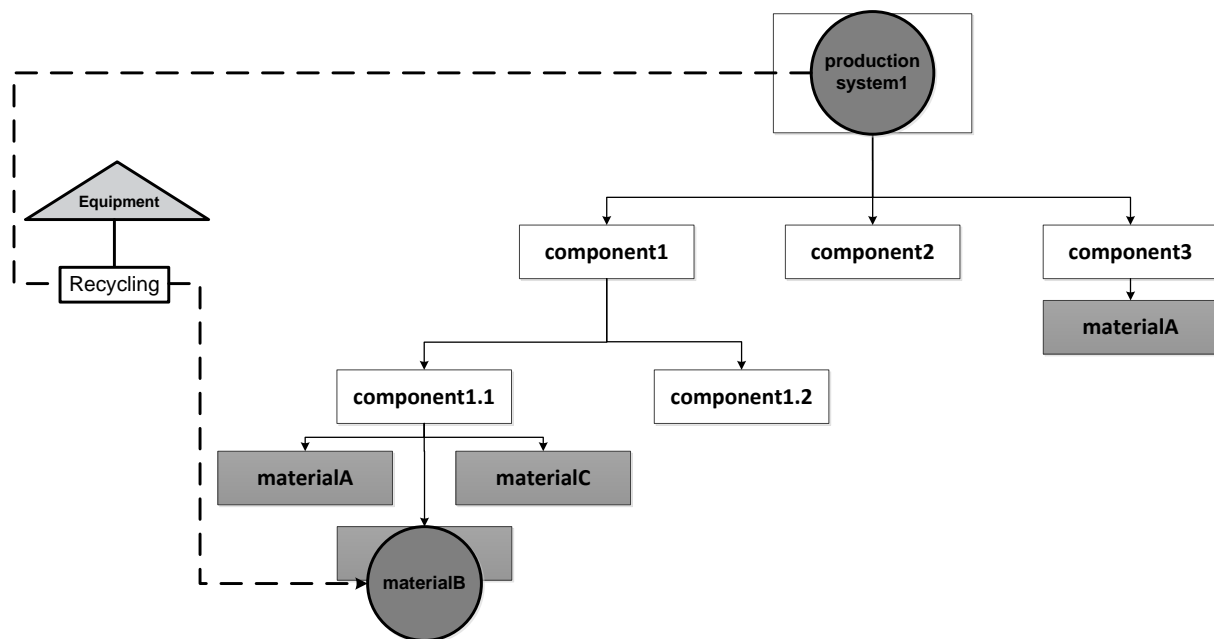 production
system1
Equipment
Recycling
component1
component2
component3
materialA
component1.1
component1.2
materialA
materialC
materialB